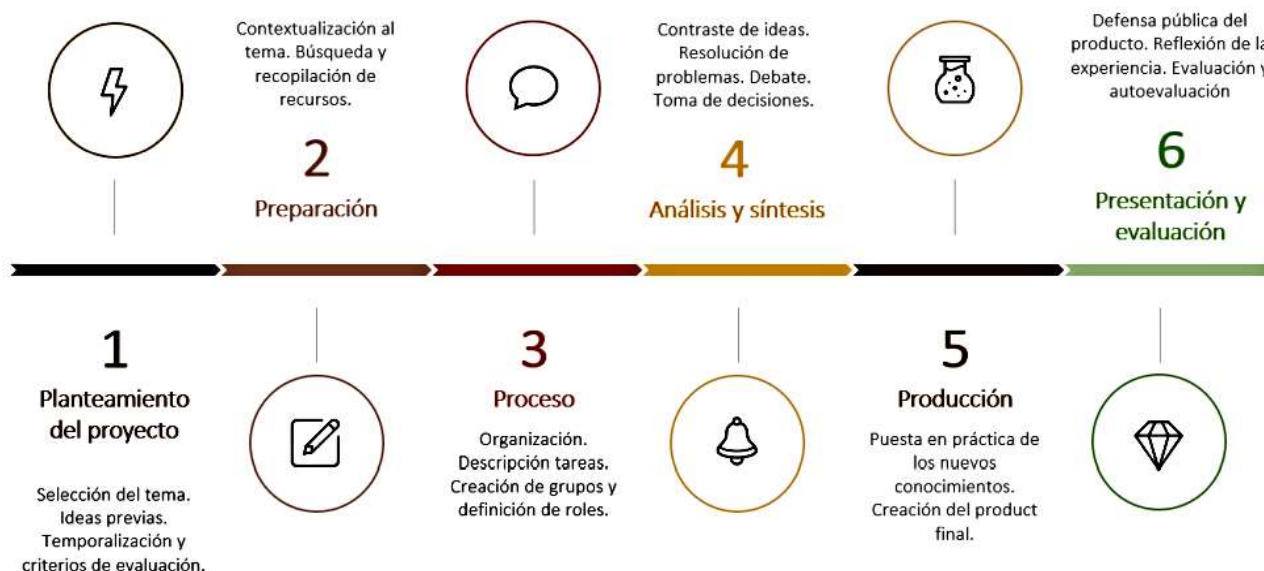 1
Planteamiento
del proyecto
Selección del tema.
Ideas previas.
Temporalización y
criterios de evaluación.
Contextualización al
tema. Búsqueda y
recopilación de
recursos.
2
Preparación
3
Proceso
Organización.
Descripción tareas.
Creación de grupos y
definición de roles.
Contraste de ideas.
Resolución de
problemas. Debate.
Toma de decisiones.
4
Análisis y síntesis
5
Producción
Puesta en práctica de
los nuevos
conocimientos.
Creación del product
final.
Defensa pública del
producto. Reflexión de la
experiencia. Evaluación y
autoevaluación
6
Presentación y
evaluación